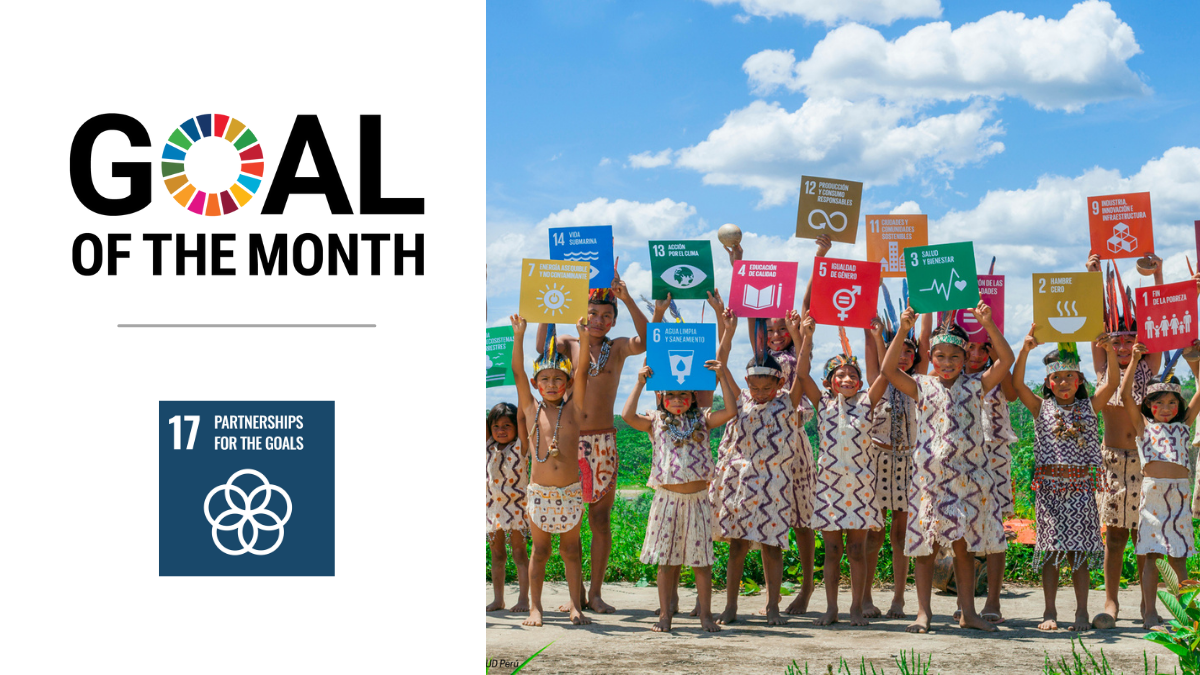 GOAL
OF THE MONTH
17 PARTNERSHIPS
FOR THE GOALS
12 PRODUCCIÓN
Y CONSUMO
RESPONSABLES
9 INDUSTRIA,
INNOVACIÓN E
INFRAESTRUCTURA
14 VIDA
SUBMARINA
13 ACCIÓN
POR EL CLIMA
11 CIUDADES Y
COMUNIDADES
SOSTENIBLES
7 ENERGÍA ASEQUIBLE
Y NO CONTAMINANTE
4 EDUCACIÓN
DE CALIDAD
5 IGUALDAD
DE GÉNERO
3 SALUD
Y BIENESTAR
2 HAMBRE
CERO
1 FIN
DE LA POBREZA
6 AGUA LIMPIA
Y SANEAMIENTO
ECOSISTEMAS
UD Perú